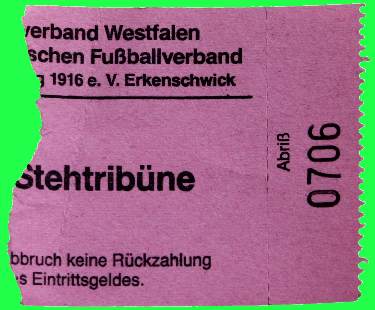 verband Westfalen
schen Fußballverband
g 1916 e. V. Erkenschwick
Stehtribüne
bbruch keine Rückzahlung
s Eintrittsgeldes.
Abriß
0706